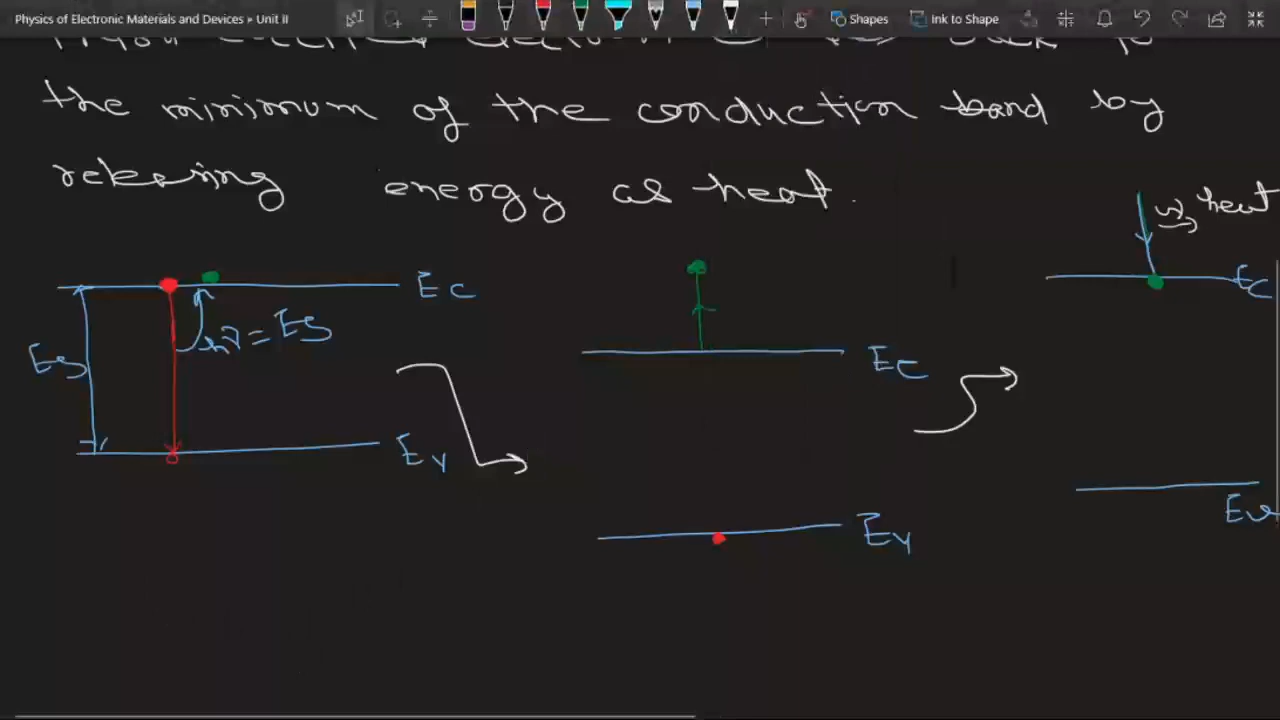 Physics of Electronic Materials and Devices » Unit II
Shapes
Ink to Shape
the minimum of the conduction band by
releasing energy as heat.
heat
Ec
hν = Eg
Eg
Ev
Ec
Ev
Ec
Ev